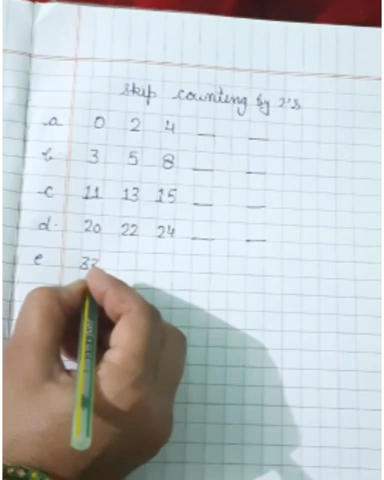 Skip counting by 2's
a 0 2 4 __ __
b. 3 5 8 __ __
c 11 13 15 __ __
d. 20 22 24 __ __
e 33